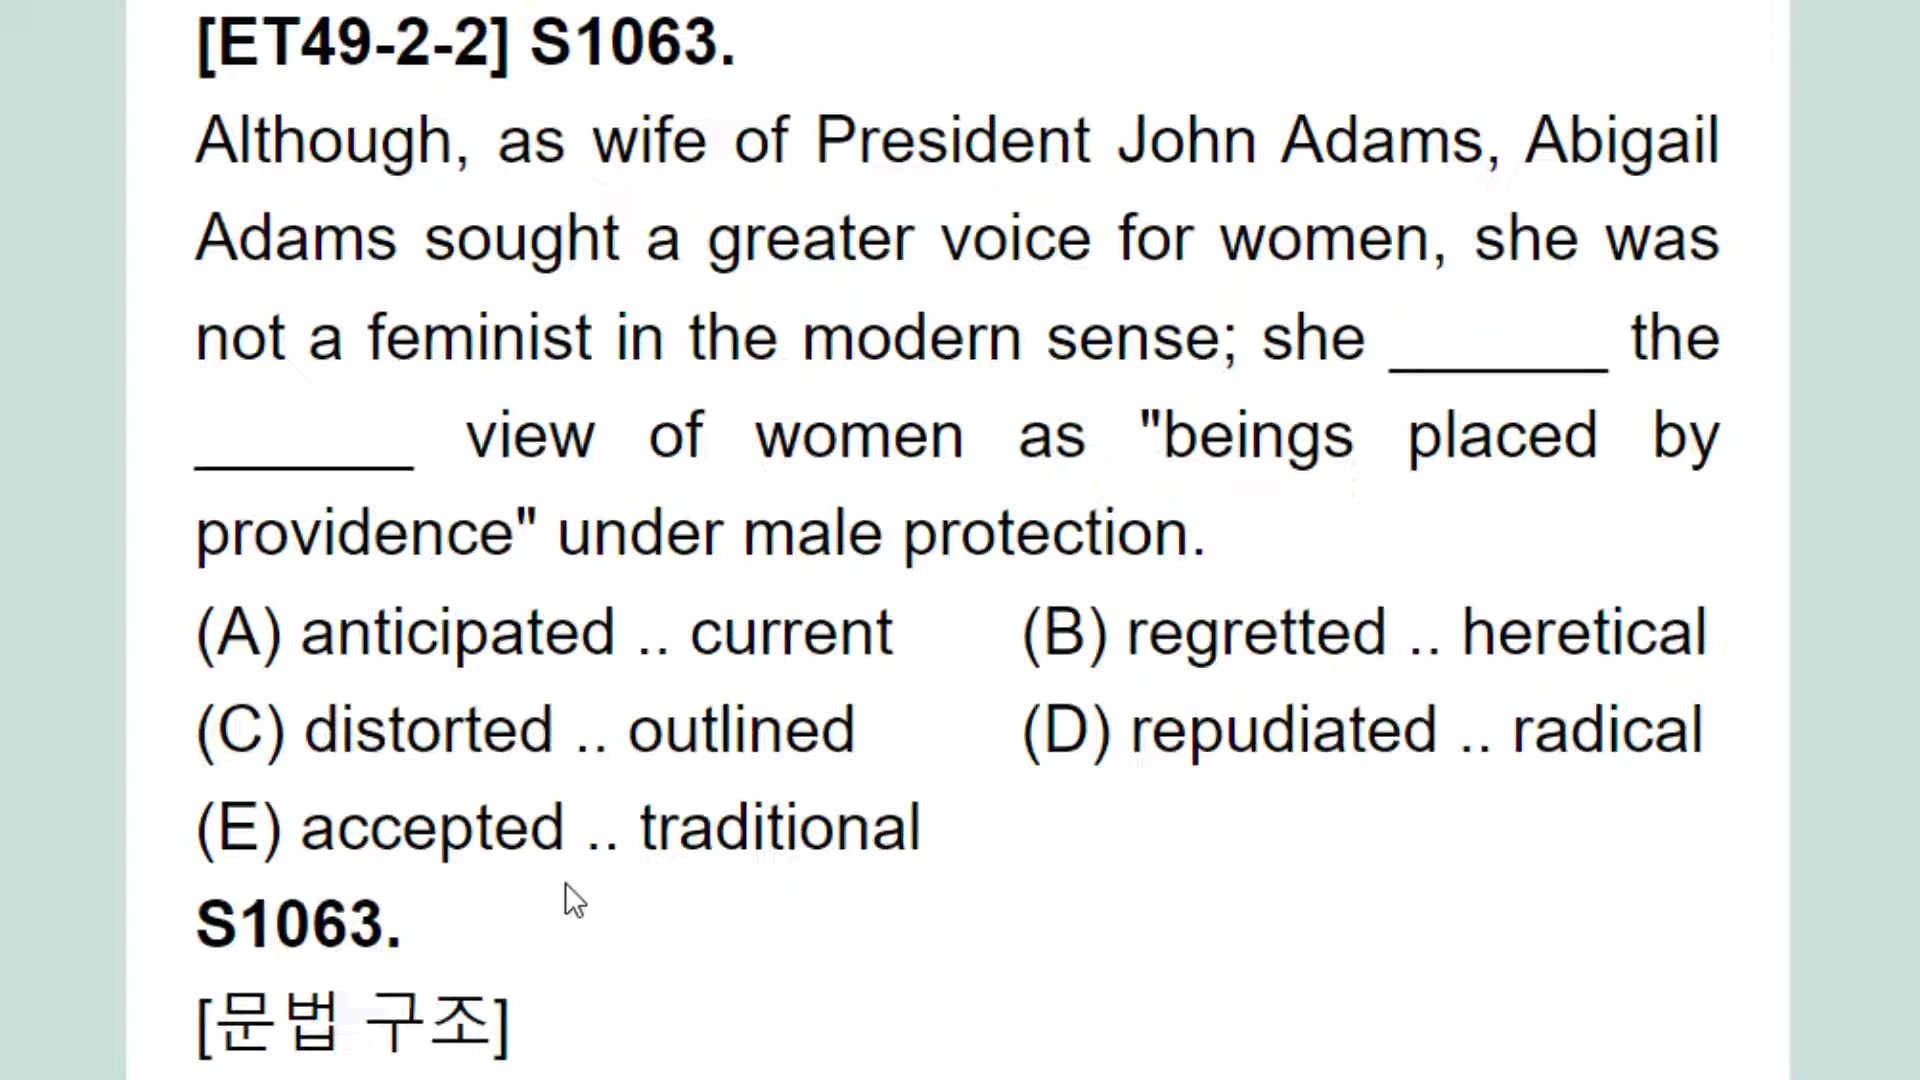 [ET49-2-2] S1063.
Although, as wife of President John Adams, Abigail
Adams sought a greater voice for women, she was
not a feminist in the modern sense; she _______ the
_______ view of women as "beings placed by
providence" under male protection.
(A) anticipated .. current (B) regretted .. heretical
(C) distorted .. outlined (D) repudiated .. radical
(E) accepted .. traditional
S1063.
[문법 구조]